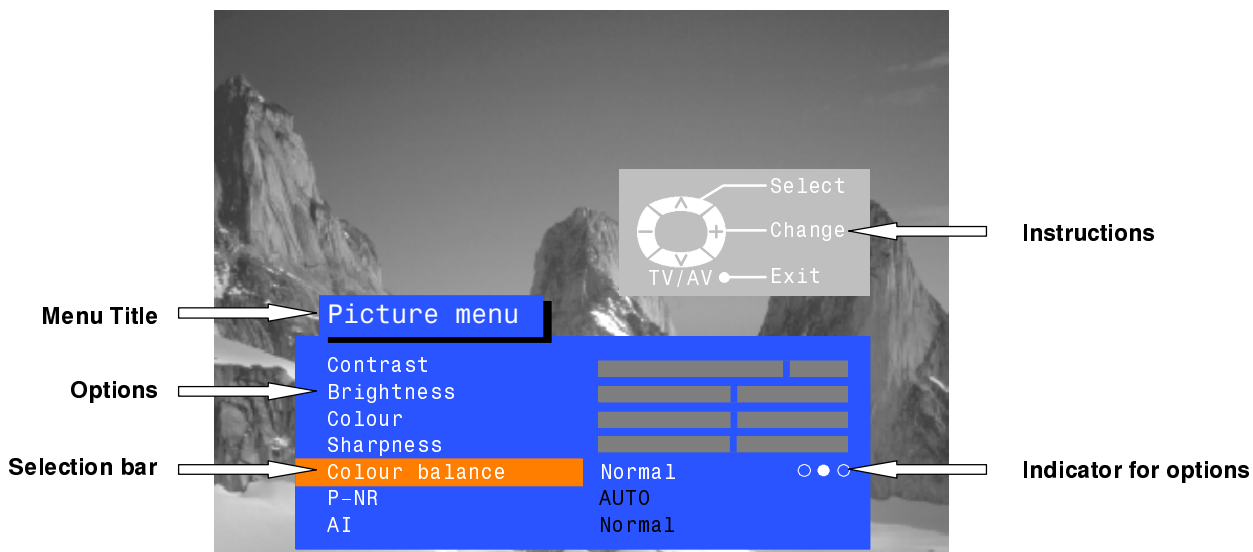 Select
Change
TV/AV Exit
Instructions
Menu Title
Picture menu
Contrast
Options
Brightness
Colour
Sharpness
Selection bar
Colour balance Normal
Indicator for options
P-NR AUTO
AI Normal